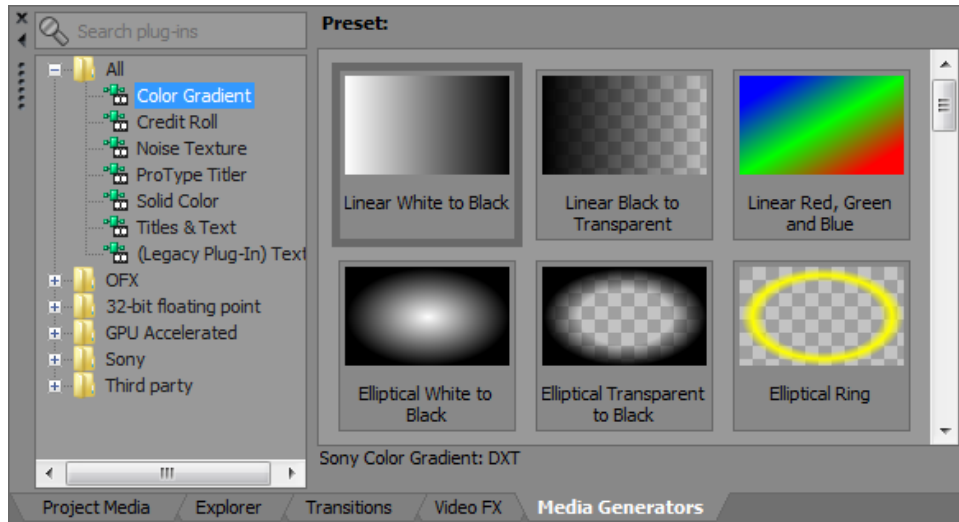 Search plug-ins
Preset:
All
Color Gradient
Credit Roll
Noise Texture
ProType Titler
Solid Color
Titles & Text
(Legacy Plug-In) Text
OFX
32-bit floating point
GPU Accelerated
Sony
Third party
Linear White to Black
Linear Black to
Transparent
Linear Red, Green
and Blue
Elliptical White to
Black
Elliptical Transparent
to Black
Elliptical Ring
Sony Color Gradient: DXT
Project Media
Explorer
Transitions
Video FX
Media Generators